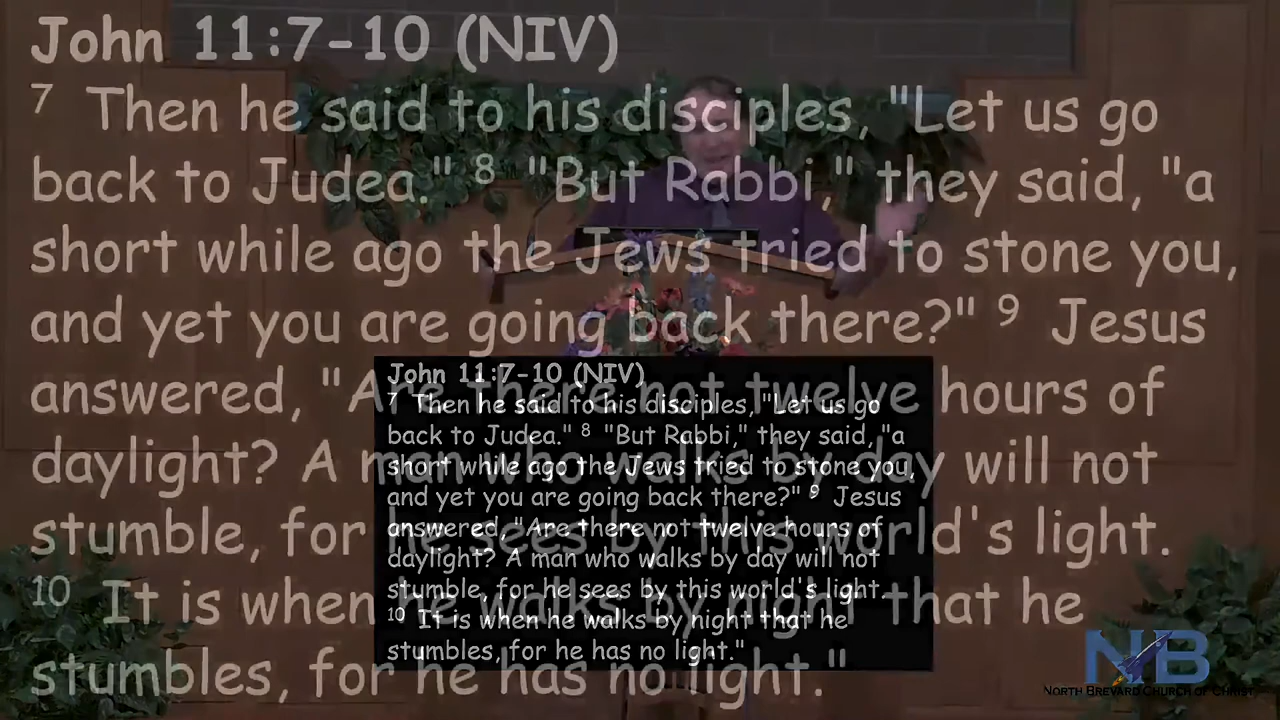 John 11:7-10 (NIV)
7 Then he said to his disciples, "Let us go
back to Judea." 8 "But Rabbi," they said, "a
short while ago the Jews tried to stone you,
and yet you are going back there?" 9 Jesus
answered, "Are there not twelve hours of
daylight? A man who walks by day will not
stumble, for he sees by this world's light.
10 It is when he walks by night that he
stumbles, for he has no light."
John 11:7-10 (NIV)
7 Then he said to his disciples, "Let us go
back to Judea." 8 "But Rabbi," they said, "a
short while ago the Jews tried to stone you,
and yet you are going back there?" 9 Jesus
answered, "Are there not twelve hours of
daylight? A man who walks by day will not
stumble, for he sees by this world's light.
10 It is when he walks by night that he
stumbles, for he has no light."
NB
North Brevard Church of Christ